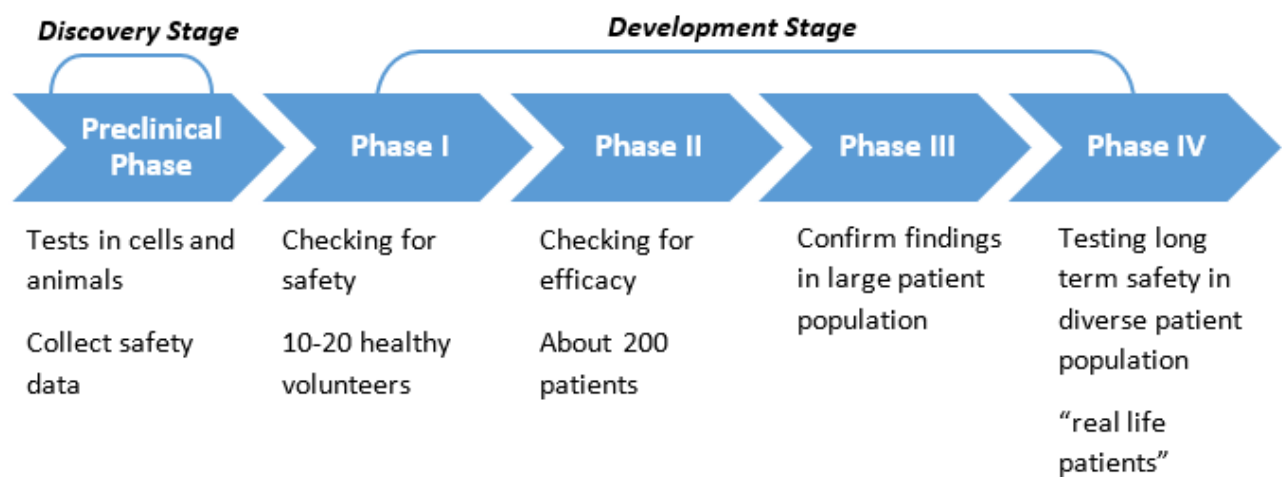 Discovery Stage
Development Stage
Preclinical
Phase
Phase I
Phase II
Phase III
Phase IV
Tests in cells and
animals
Collect safety
data
Checking for
safety
10-20 healthy
volunteers
Checking for
efficacy
About 200
patients
Confirm findings
in large patient
population
Testing long
term safety in
diverse patient
population
“real life
patients”